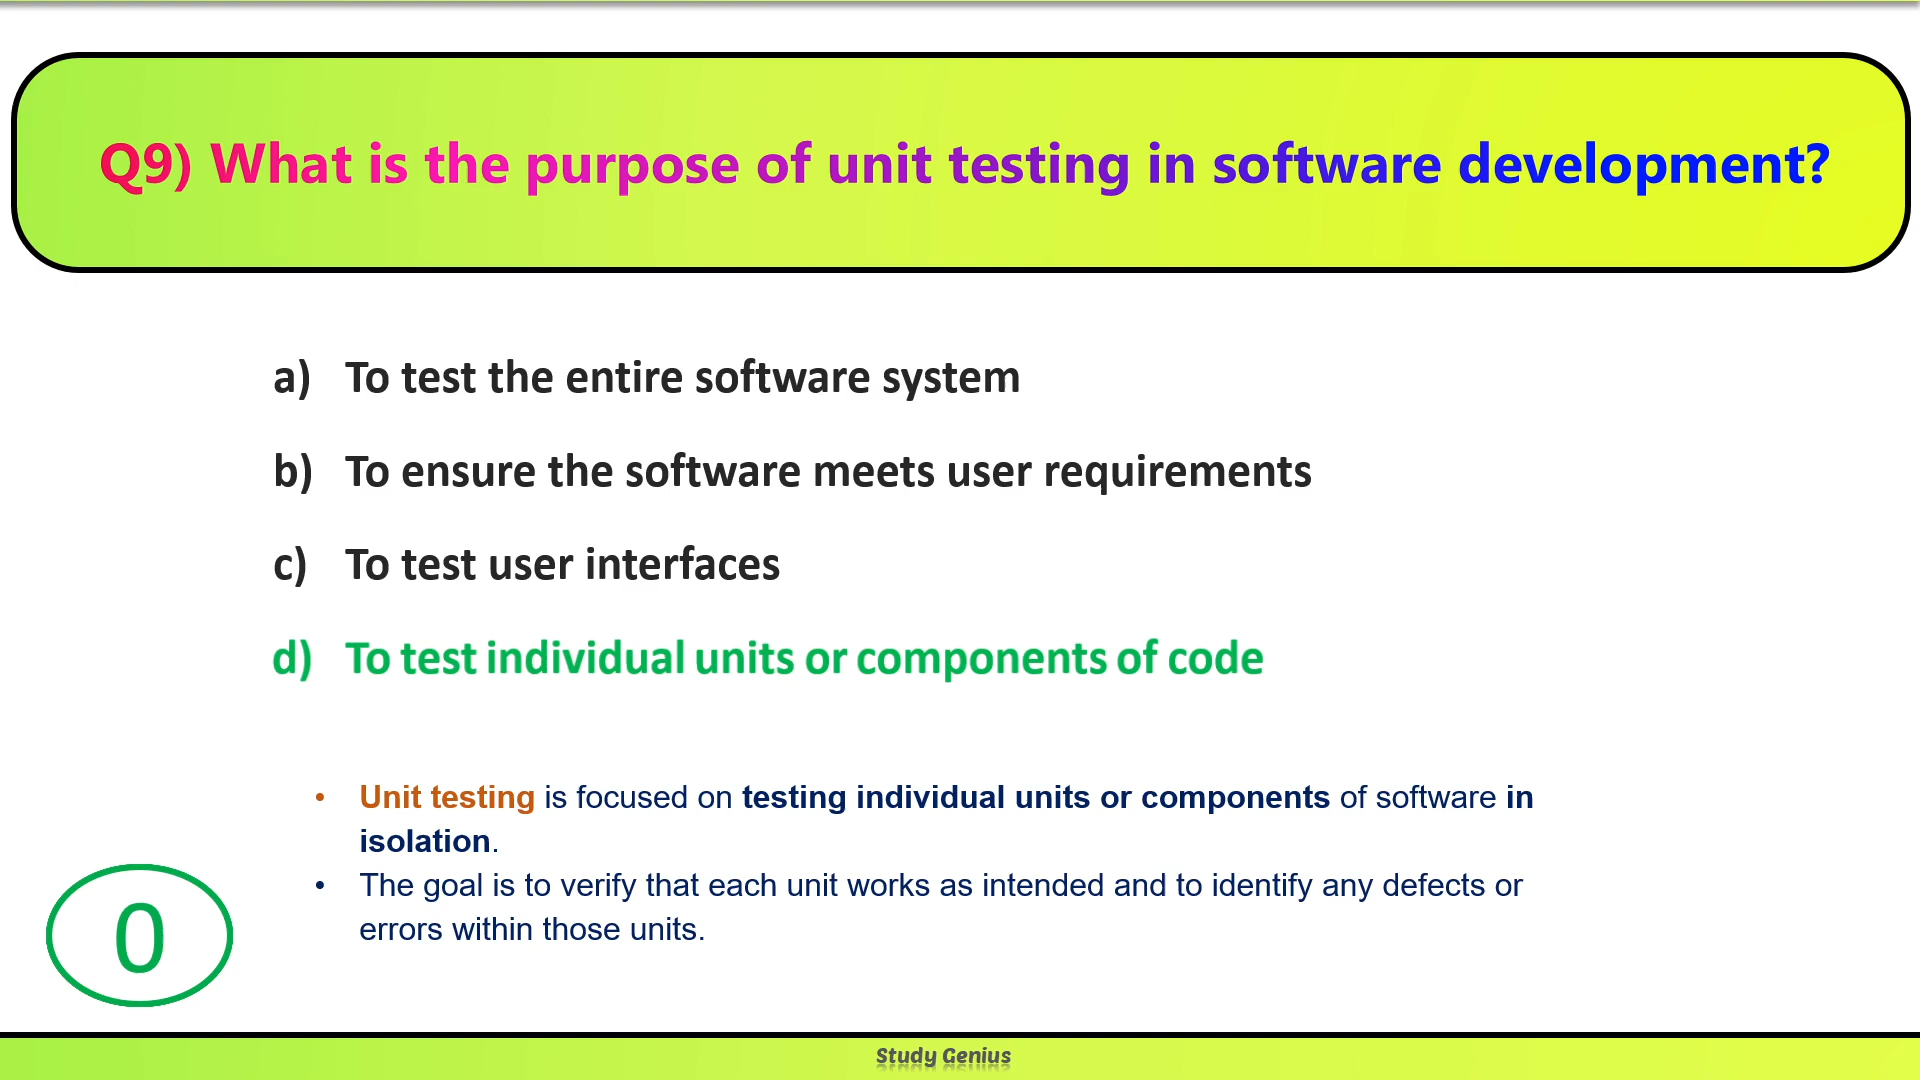 Q9) What is the purpose of unit testing in software development?
a) To test the entire software system
b) To ensure the software meets user requirements
c) To test user interfaces
d) To test individual units or components of code
• Unit testing is focused on testing individual units or components of software in
isolation.
• The goal is to verify that each unit works as intended and to identify any defects or
errors within those units.
0
Study Genius